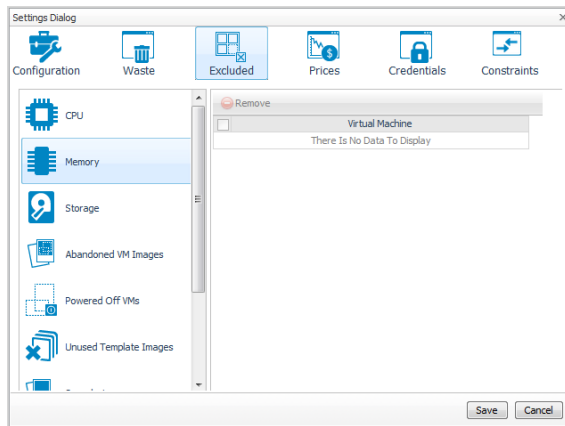 Settings Dialog
Configuration Waste Excluded Prices Credentials Constraints
CPU
Memory
Storage
Abandoned VM Images
Powered Off VMs
Unused Template Images
Remove
Virtual Machine
There Is No Data To Display
Save Cancel